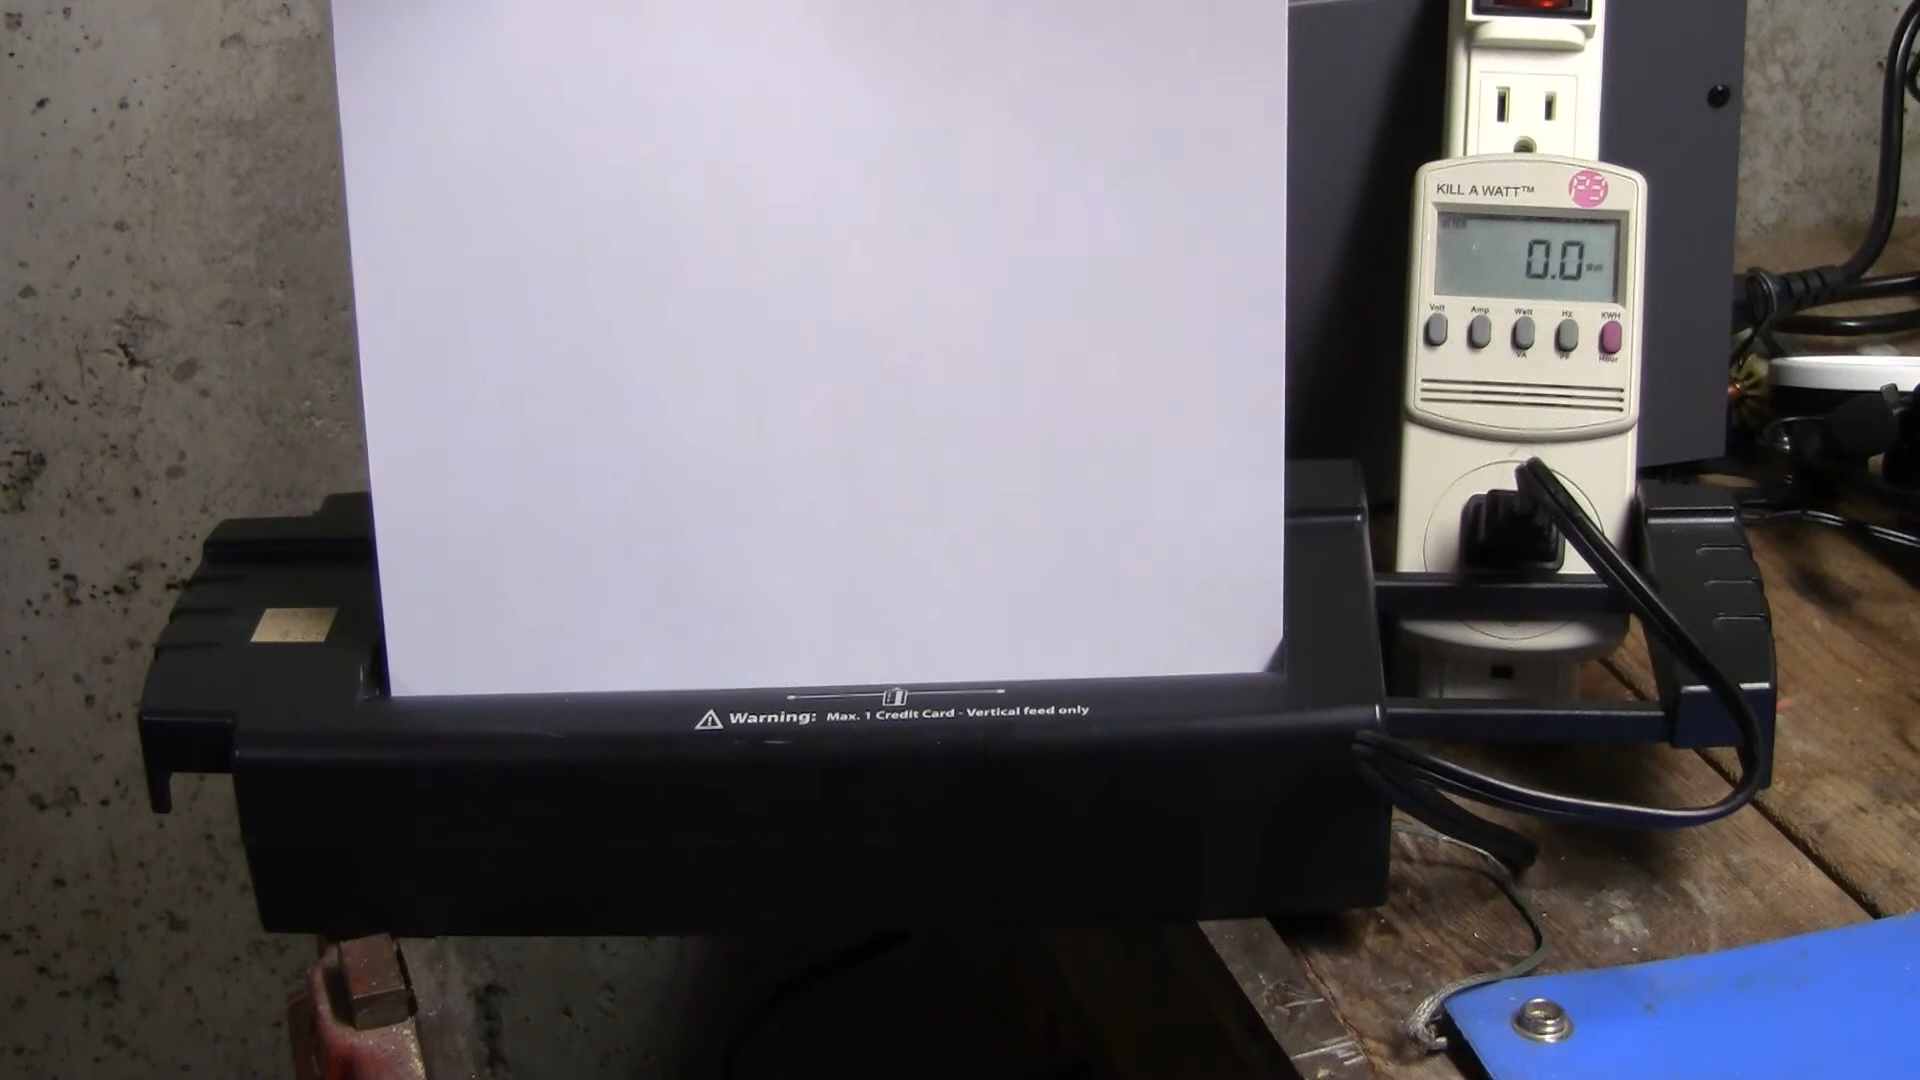 KILL A WATT™
P3
0.0 Watt
Volt Amp Watt Hz KWH
VA PF Hour
Warning: Max. 1 Credit Card - Vertical feed only